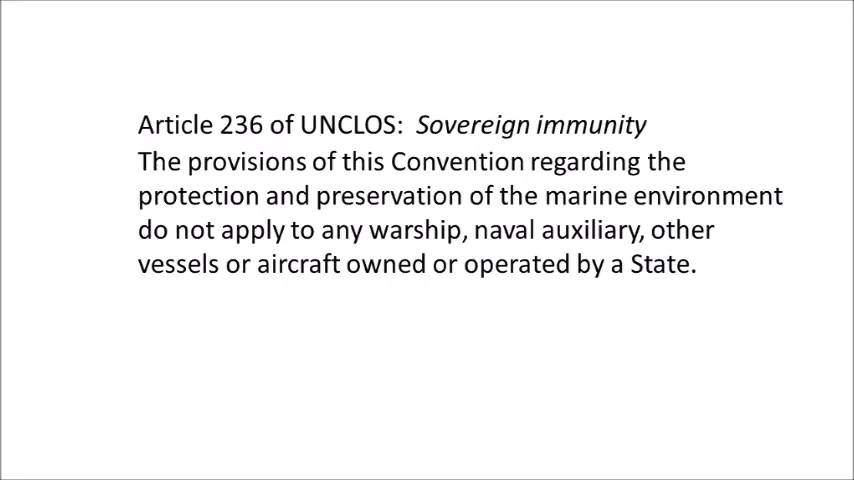 Article 236 of UNCLOS: Sovereign immunity
The provisions of this Convention regarding the
protection and preservation of the marine environment
do not apply to any warship, naval auxiliary, other
vessels or aircraft owned or operated by a State.